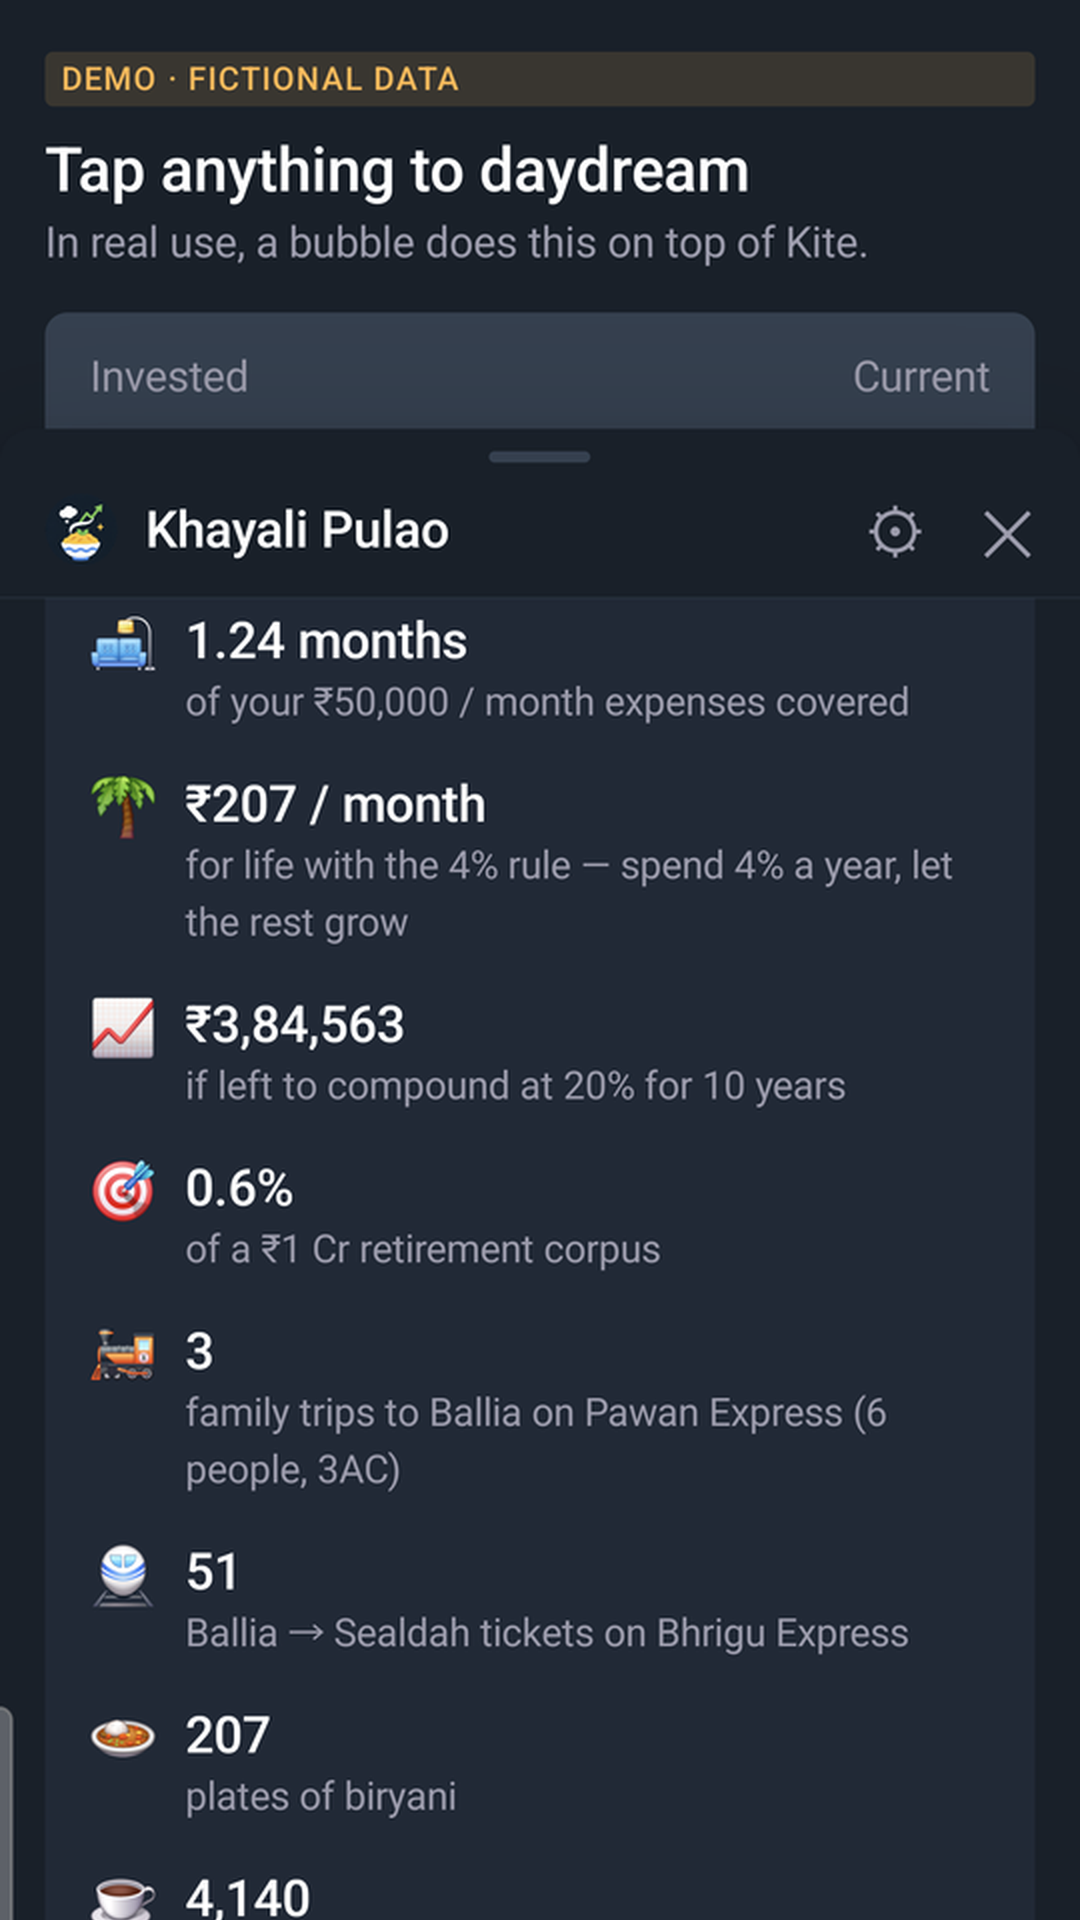 DEMO · FICTIONAL DATA
Tap anything to daydream
In real use, a bubble does this on top of Kite.
Invested
Current
Khayali Pulao
1.24 months
of your ₹50,000 / month expenses covered
₹207 / month
for life with the 4% rule — spend 4% a year, let
the rest grow
₹3,84,563
if left to compound at 20% for 10 years
0.6%
of a ₹1 Cr retirement corpus
3
family trips to Ballia on Pawan Express (6
people, 3AC)
51
Ballia → Sealdah tickets on Bhrigu Express
207
plates of biryani
4,140